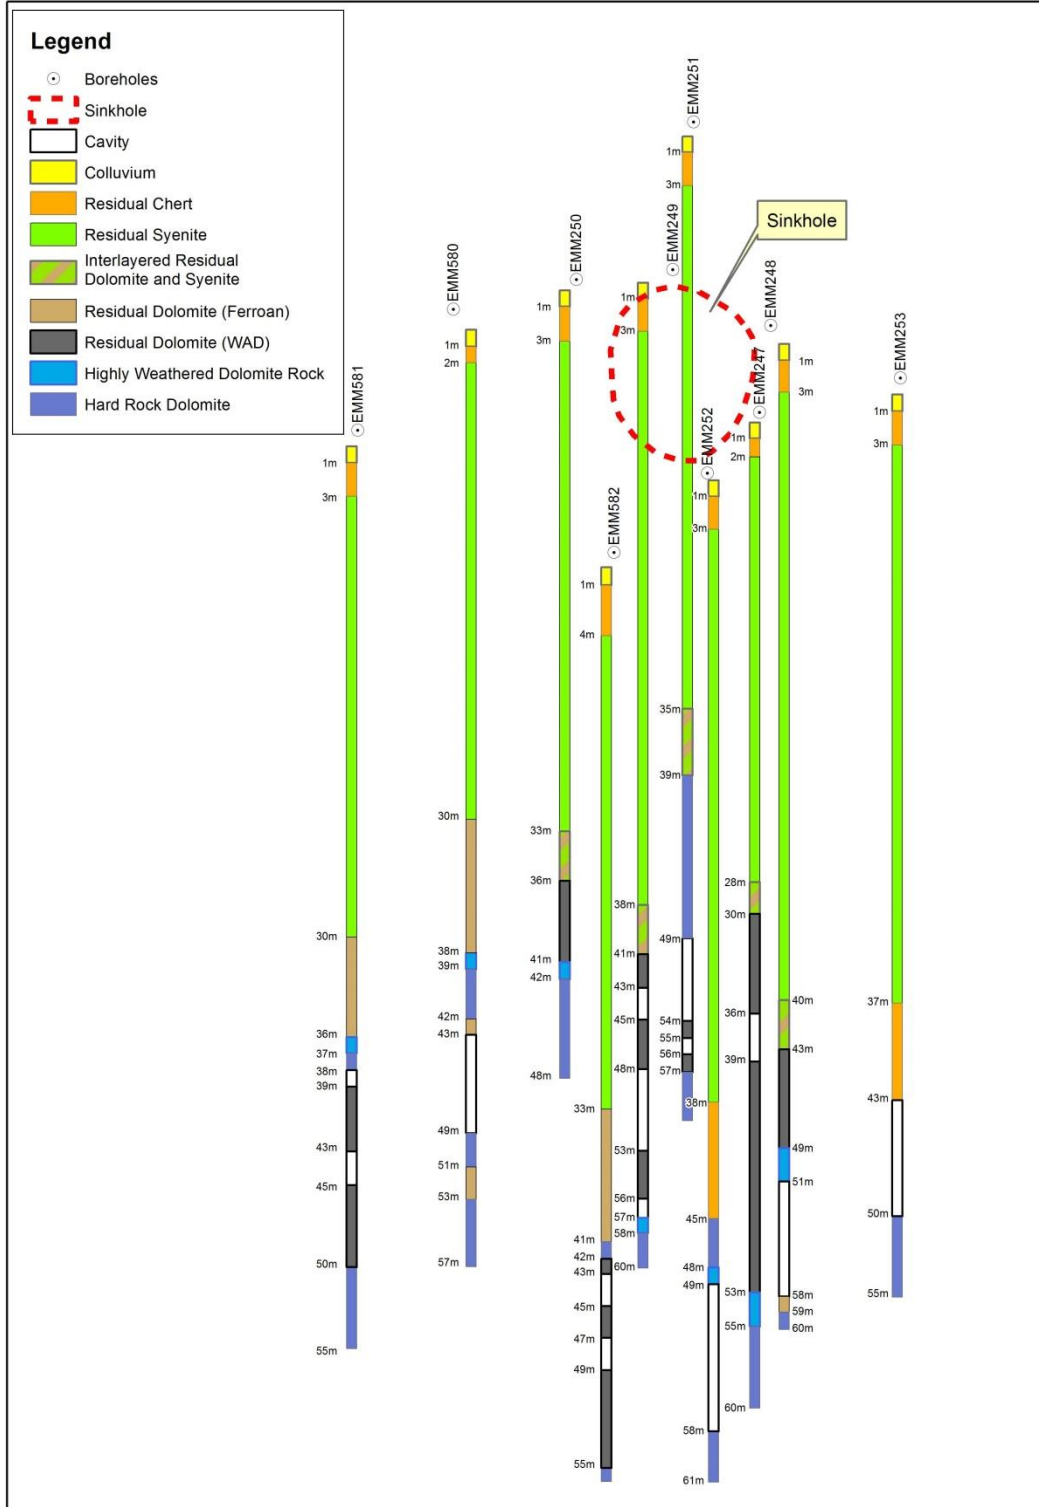 Legend
Boreholes
Sinkhole
Cavity
Colluvium
Residual Chert
Residual Syenite
Interlayered Residual
Dolomite and Syenite
Residual Dolomite (Ferroan)
Residual Dolomite (WAD)
Highly Weathered Dolomite Rock
Hard Rock Dolomite
Sinkhole
EMM581
1m
3m
30m
36m
37m
38m
39m
43m
45m
50m
55m
EMM580
1m
2m
30m
38m
39m
42m
43m
49m
51m
53m
57m
EMM250
1m
3m
33m
36m
41m
42m
48m
EMM582
1m
4m
33m
41m
42m
43m
45m
47m
49m
55m
EMM249
1m
3m
38m
41m
43m
45m
48m
53m
56m
57m
58m
60m
EMM251
1m
3m
35m
39m
49m
54m
55m
56m
57m
EMM252
1m
3m
38m
45m
48m
49m
58m
61m
EMM247
1m
2m
28m
30m
36m
39m
53m
55m
60m
EMM248
1m
3m
40m
43m
49m
51m
58m
59m
60m
EMM253
1m
3m
37m
43m
50m
55m